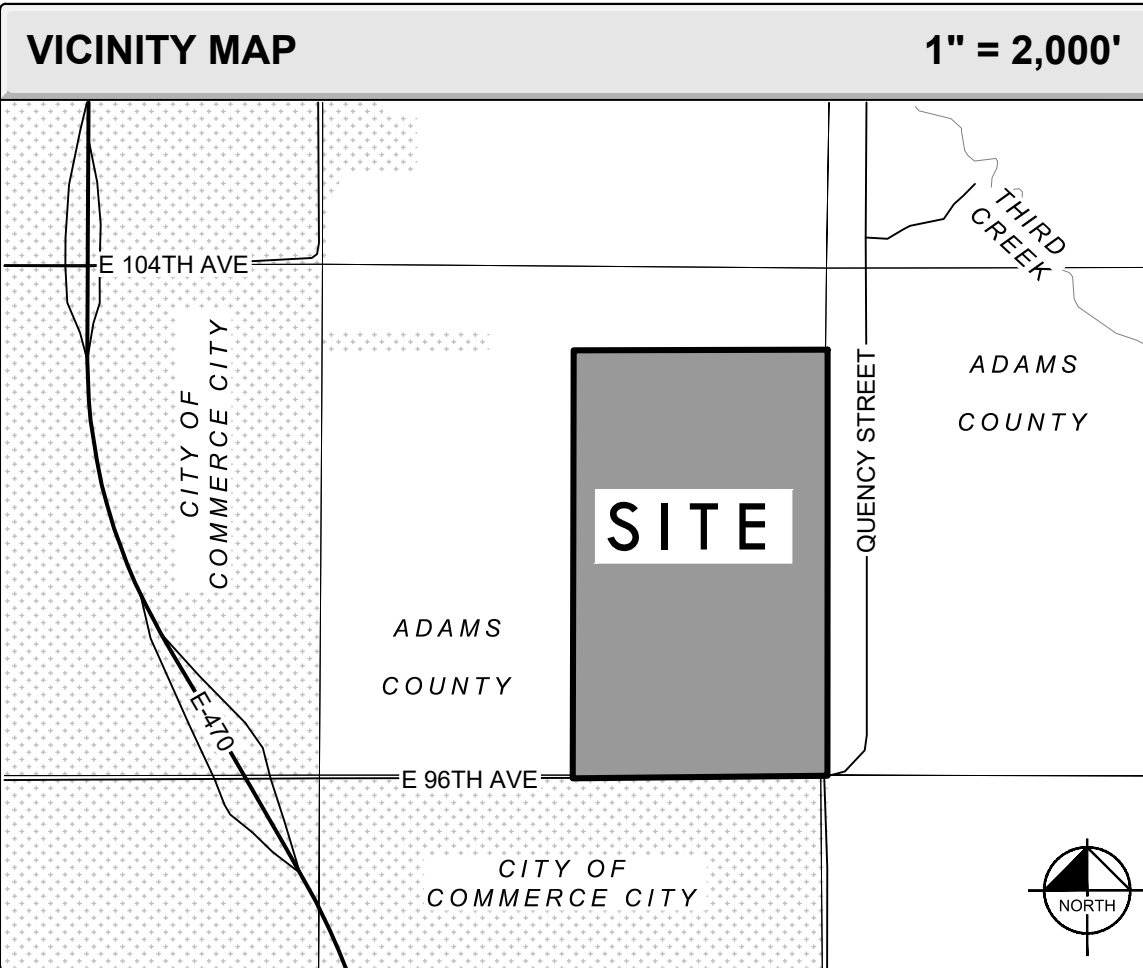 VICINITY MAP
1" = 2,000'
E 104TH AVE
THIRD
CREEK
CITY OF
COMMERCE CITY
QUENCY STREET
ADAMS
COUNTY
SITE
ADAMS
COUNTY
E-470
E 96TH AVE
CITY OF
COMMERCE CITY
NORTH